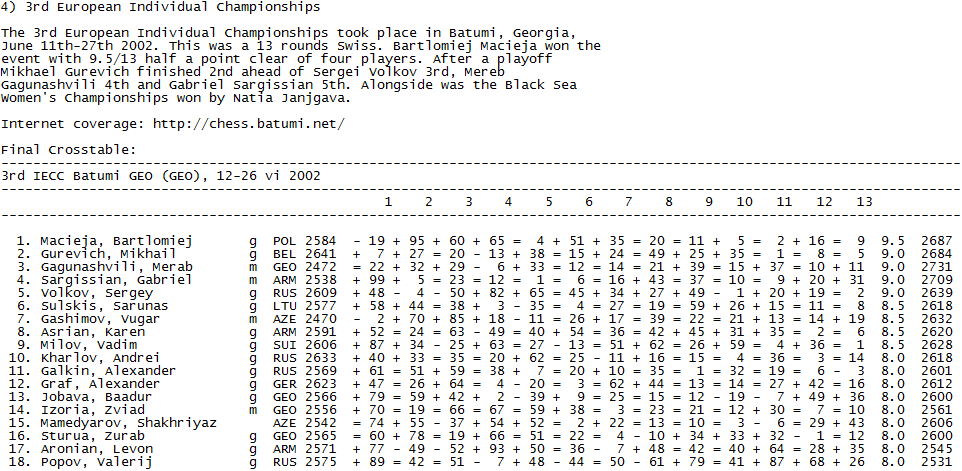 4) 3rd European Individual Championships
The 3rd European Individual Championships took place in Batumi, Georgia,
June 11th-27th 2002. This was a 13 rounds Swiss. Bartlomiej Macieja won the
event with 9.5/13 half a point clear of four players. After a playoff
Mikhael Gurevich finished 2nd ahead of Sergei Volkov 3rd, Mereb
Gagunashvili 4th and Gabriel Sargissian 5th. Alongside was the Black Sea
Women's Championships won by Natia Janjgava.
Internet coverage: http://chess.batumi.net/
Final Crosstable:
--------------------------------------------------------------------------------
3rd IECC Batumi GEO (GEO), 12-26 vi 2002
--------------------------------------------------------------------------------
1 2 3 4 5 6 7 8 9 10 11 12 13
--------------------------------------------------------------------------------
1. Macieja, Bartlomiej g POL 2584 - 19 + 95 + 60 + 65 = 4 + 51 + 35 = 20 = 11 + 5 = 2 + 16 = 9 9.5 2687
2. Gurevich, Mikhail g BEL 2641 + 7 + 27 = 20 - 13 + 38 = 15 + 24 = 49 + 25 + 35 = 1 = 8 = 5 9.0 2684
3. Gagunashvili, Merab m GEO 2472 = 22 + 32 + 29 - 6 + 33 = 12 = 14 = 21 + 39 = 15 + 37 = 10 + 11 9.0 2731
4. Sargissian, Gabriel m ARM 2538 + 99 + 5 = 23 = 12 = 1 = 6 = 16 + 43 = 37 = 10 = 9 + 20 + 31 9.0 2709
5. Volkov, Sergey g RUS 2609 + 48 - 4 - 50 + 82 + 65 = 45 + 34 + 27 + 49 - 1 + 20 + 19 = 2 9.0 2639
6. Sulskis, Sarunas g LTU 2577 + 58 + 44 = 38 + 3 - 35 = 4 = 27 = 19 = 59 + 26 + 15 = 11 = 8 8.5 2618
7. Gashimov, Vugar m AZE 2470 - 2 + 70 + 85 + 18 - 11 = 26 + 17 = 39 = 22 = 21 + 13 = 14 + 19 8.5 2632
8. Asrian, Karen g ARM 2591 + 52 = 24 = 63 - 49 = 40 + 54 = 36 = 42 + 45 + 31 + 35 = 2 = 6 8.5 2620
9. Milov, Vadim g SUI 2606 + 87 + 34 - 25 + 63 = 27 - 13 = 51 + 62 = 26 + 59 = 4 + 36 = 1 8.5 2628
10. Kharlov, Andrei g RUS 2633 + 40 + 33 = 35 = 20 + 62 = 25 - 11 + 16 = 15 = 4 = 36 = 3 = 14 8.0 2618
11. Galkin, Alexander g RUS 2569 + 61 = 51 + 59 = 38 + 7 = 20 + 10 = 35 = 1 = 32 = 19 = 6 - 3 8.0 2601
12. Graf, Alexander g GER 2623 + 47 = 26 + 64 = 4 - 20 = 3 = 62 + 44 = 13 = 14 = 27 + 42 = 16 8.0 2612
13. Jobava, Baadur g GEO 2566 + 79 = 59 + 42 + 2 - 39 + 9 = 25 = 15 = 12 - 19 - 7 + 49 + 36 8.0 2600
14. Izoria, Zviad m GEO 2556 + 70 = 19 = 66 = 67 = 59 + 38 + 3 = 23 = 21 = 12 + 30 = 7 = 10 8.0 2561
15. Mamedyarov, Shakhriyaz AZE 2542 = 74 + 55 - 37 + 54 + 52 = 2 + 22 = 13 = 10 = 3 - 6 = 29 + 43 8.0 2606
16. Sturua, Zurab g GEO 2565 = 60 + 78 = 19 + 66 = 51 = 22 = 4 - 10 + 34 + 33 + 32 - 1 = 12 8.0 2600
17. Aronian, Levon g ARM 2571 + 77 - 49 - 52 + 93 + 50 = 36 - 7 + 48 = 42 = 40 + 64 = 28 + 35 8.0 2545
18. Popov, Valerij g RUS 2575 + 89 = 42 = 51 - 7 + 48 - 44 = 50 - 61 + 79 = 41 + 87 + 68 + 26 8.0 2531